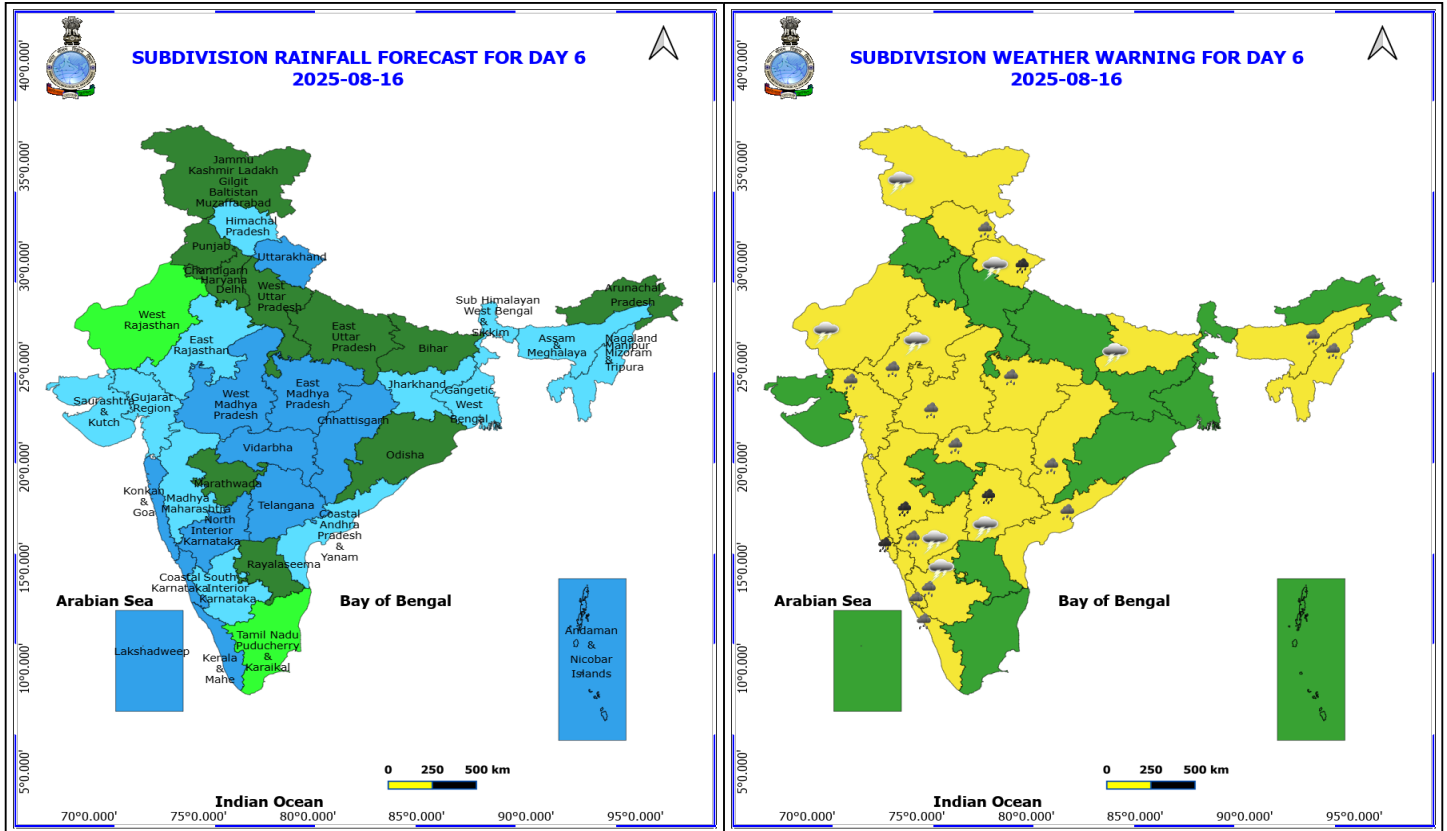 SUBDIVISION RAINFALL FORECAST FOR DAY 6
2025-08-16
40°0.000'
35°0.000'
30°0.000'
25°0.000'
20°0.000'
15°0.000'
10°0.000'
5°0.000'
Jammu
Kashmir Ladakh
Gilgit
Baltistan
Muzaffarabad
Himachal
Pradesh
Punjab
Uttarakhand
Chandigarh
Haryana
Delhi
West
Uttar
Pradesh
West
Rajasthan
East
Rajasthan
East
Uttar
Pradesh
Bihar
Sub Himalayan
West Bengal
&
Sikkim
Arunachal
Pradesh
Assam
&
Meghalaya
Nagaland
Manipur
Mizoram
&
Tripura
Saurashtra
&
Kutch
Gujarat
Region
West
Madhya
Pradesh
East
Madhya
Pradesh
Jharkhand
Gangetic
West
Bengal
Chhattisgarh
Vidarbha
Odisha
Konkan
&
Goa
Madhya
Maharashtra
Marathwada
Telangana
North
Interior
Karnataka
Coastal
Andhra
Pradesh
&
Yanam
Rayalaseema
Coastal
Karnataka
South
Interior
Karnataka
Arabian Sea
Bay of Bengal
Lakshadweep
Kerala
&
Mahe
Tamil Nadu
Puducherry
&
Karaikal
Andaman
&
Nicobar
Islands
0 250 500 km
Indian Ocean
70°0.000' 75°0.000' 80°0.000' 85°0.000' 90°0.000' 95°0.000'
SUBDIVISION WEATHER WARNING FOR DAY 6
2025-08-16
40°0.000'
35°0.000'
30°0.000'
25°0.000'
20°0.000'
15°0.000'
10°0.000'
5°0.000'
Arabian Sea
Bay of Bengal
0 250 500 km
Indian Ocean
70°0.000' 75°0.000' 80°0.000' 85°0.000' 90°0.000' 95°0.000'